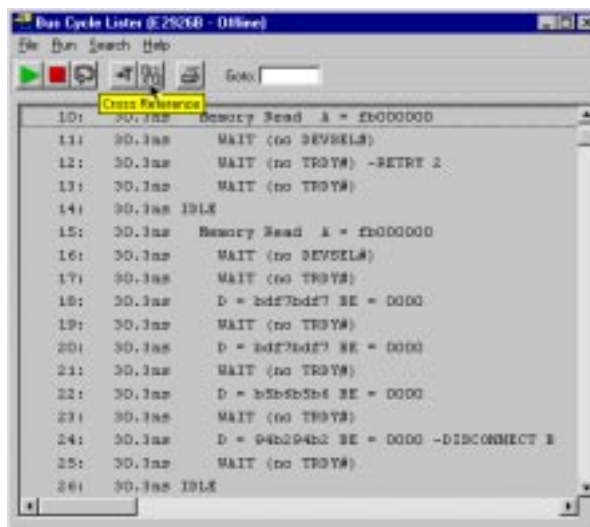 Bus Cycle Lister (E2926B - Offline)
File Run Search Help
Goto:
Cross Reference
10: 30.3ns Memory Read A = fb000000
11: 30.3ns WAIT (no DEVSEL#)
12: 30.3ns WAIT (no TRDY#) -RETRY 2
13: 30.3ns WAIT (no TRDY#)
14: 30.3ns IDLE
15: 30.3ns Memory Read A = fb000000
16: 30.3ns WAIT (no DEVSEL#)
17: 30.3ns WAIT (no TRDY#)
18: 30.3ns D = bdf7bdf7 BE = 0000
19: 30.3ns WAIT (no TRDY#)
20: 30.3ns D = bdf7bdf7 BE = 0000
21: 30.3ns WAIT (no TRDY#)
22: 30.3ns D = b5b6b5b6 BE = 0000
23: 30.3ns WAIT (no TRDY#)
24: 30.3ns D = 94b294b2 BE = 0000 -DISCONNECT B
25: 30.3ns WAIT (no TRDY#)
26: 30.3ns IDLE